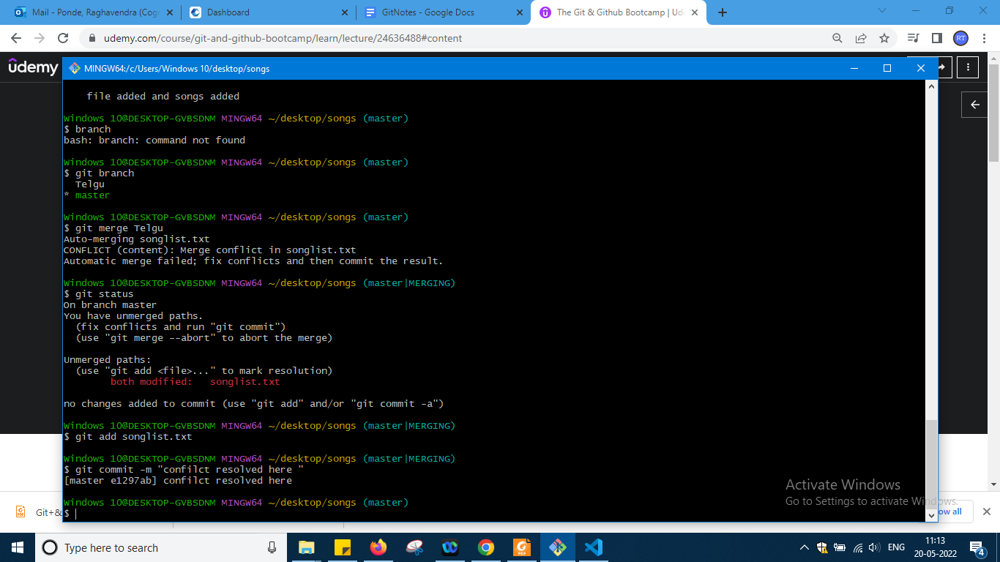 Mail - Ponde, Raghavendra (Cog
Dashboard
GitNotes - Google Docs
The Git & Github Bootcamp | Ud
udemy.com/course/git-and-github-bootcamp/learn/lecture/24636488#content
RT
udemy
MINGW64:/c/Users/Windows 10/desktop/songs
file added and songs added
Windows 10@DESKTOP-GVBSDNM MINGW64 ~/desktop/songs (master)
$ branch
bash: branch: command not found
Windows 10@DESKTOP-GVBSDNM MINGW64 ~/desktop/songs (master)
$ git branch
Telgu
* master
Windows 10@DESKTOP-GVBSDNM MINGW64 ~/desktop/songs (master)
$ git merge Telgu
Auto-merging songlist.txt
CONFLICT (content): Merge conflict in songlist.txt
Automatic merge failed; fix conflicts and then commit the result.
Windows 10@DESKTOP-GVBSDNM MINGW64 ~/desktop/songs (master|MERGING)
$ git status
On branch master
You have unmerged paths.
(fix conflicts and run "git commit")
(use "git merge --abort" to abort the merge)
Unmerged paths:
(use "git add <file>..." to mark resolution)
both modified:   songlist.txt
no changes added to commit (use "git add" and/or "git commit -a")
Windows 10@DESKTOP-GVBSDNM MINGW64 ~/desktop/songs (master|MERGING)
$ git add songlist.txt
Windows 10@DESKTOP-GVBSDNM MINGW64 ~/desktop/songs (master|MERGING)
$ git commit -m "confilct resolved here "
[master e1297ab] confilct resolved here
Windows 10@DESKTOP-GVBSDNM MINGW64 ~/desktop/songs (master)
$
Activate Windows
Go to Settings to activate Windows.
Git+&
ow all
Type here to search
ENG
11:13
20-05-2022
4